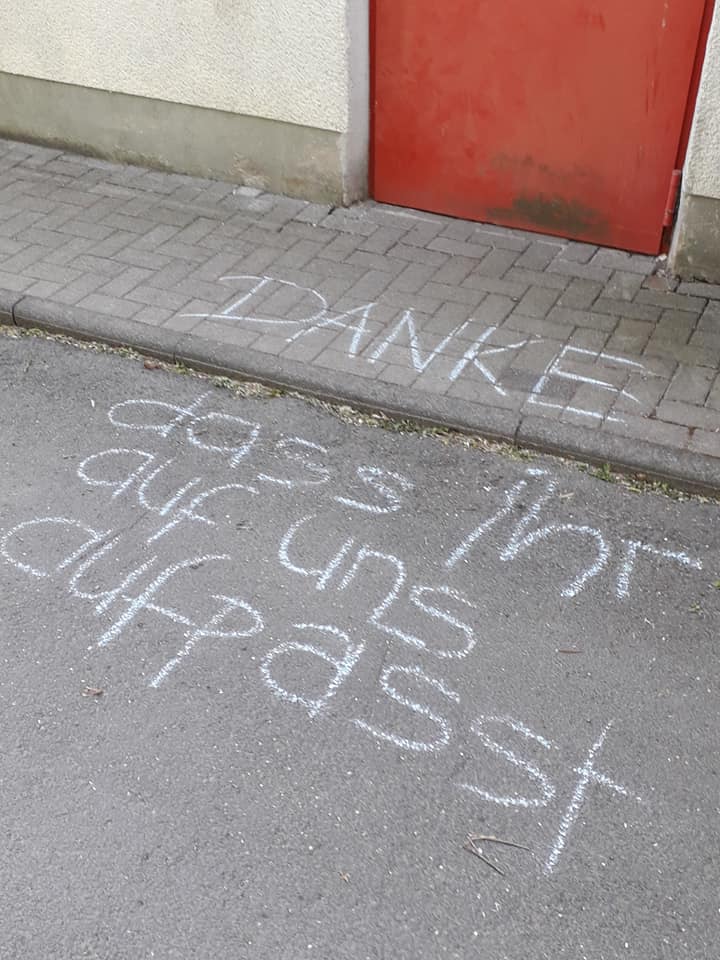 DANKE
dass ihr
auf uns
aufpasst